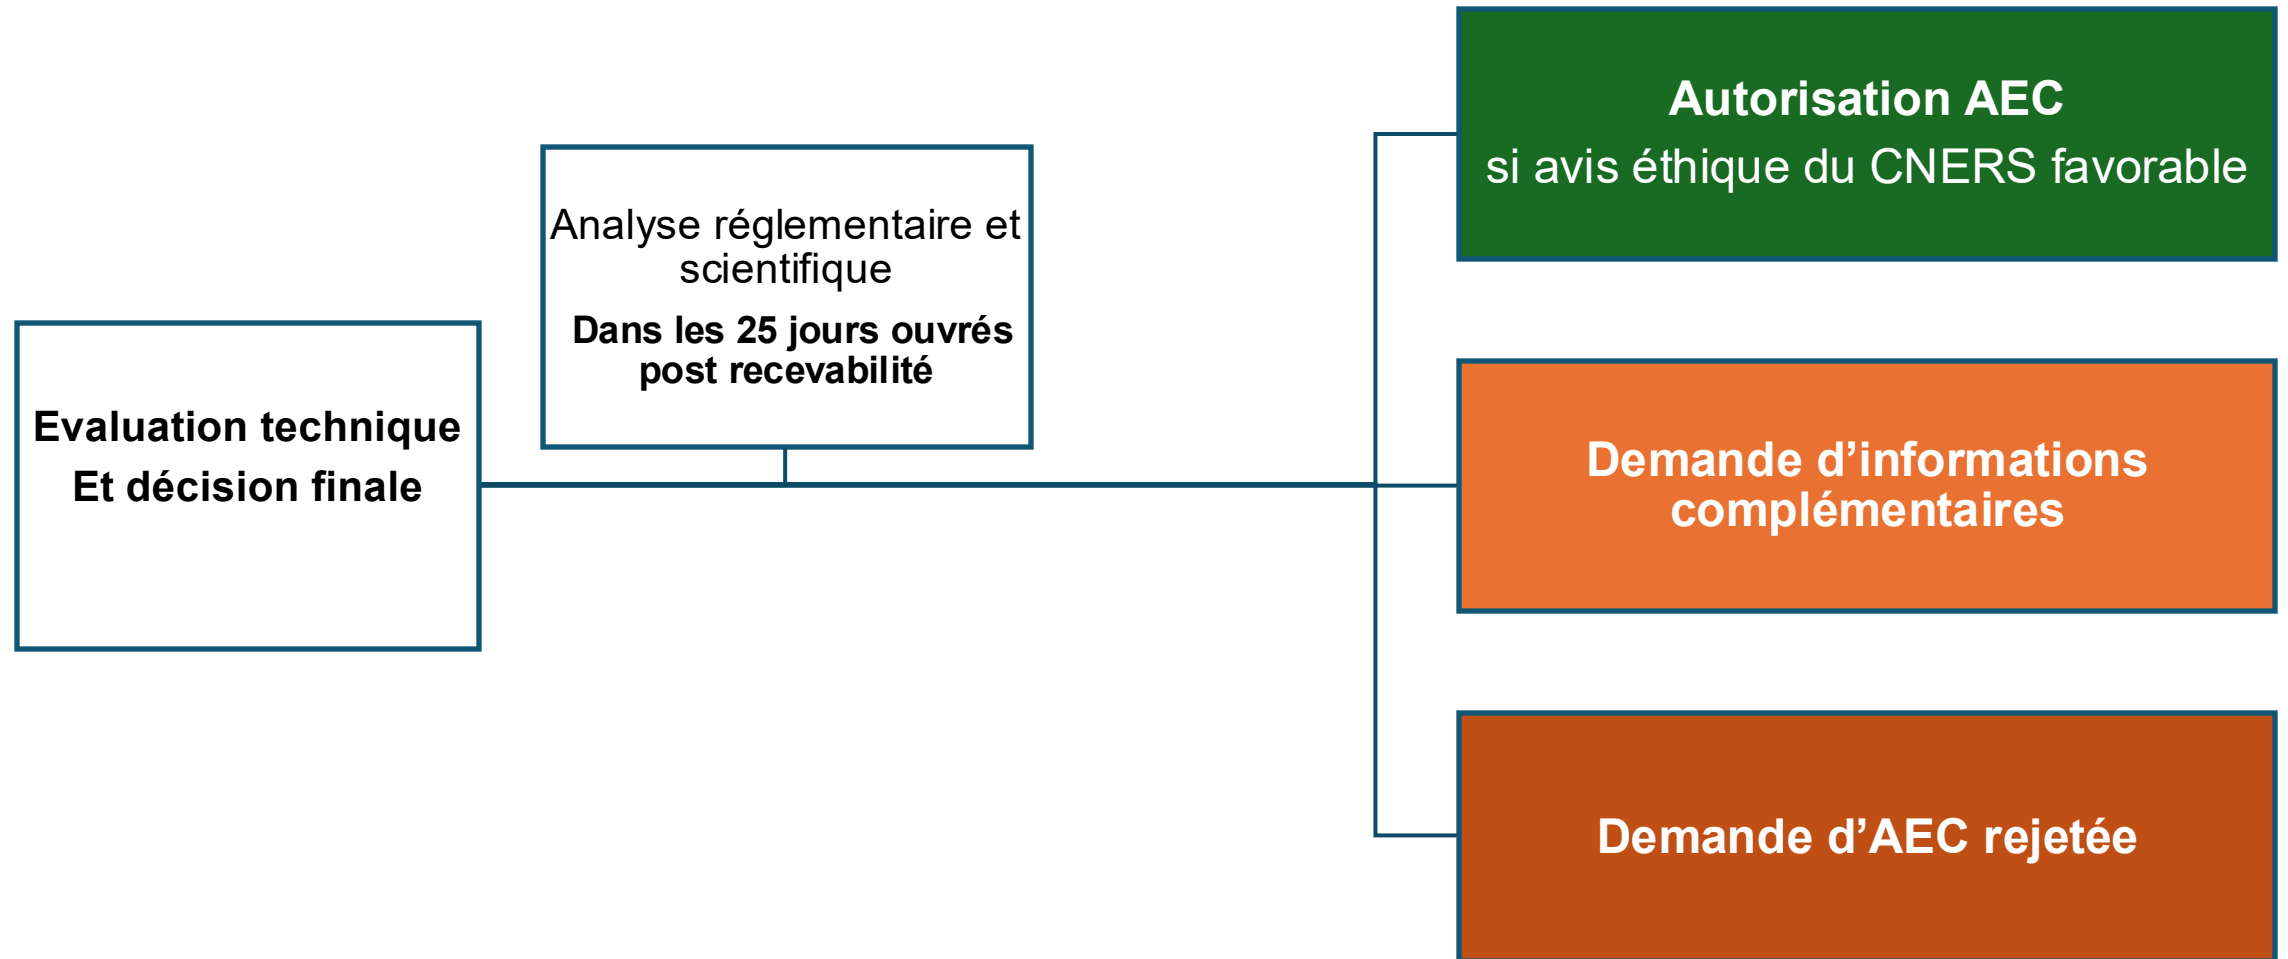 Evaluation technique
Et décision finale
Analyse réglementaire et
scientifique
Dans les 25 jours ouvrés
post recevabilité
Autorisation AEC
si avis éthique du CNERS favorable
Demande d’informations
complémentaires
Demande d’AEC rejetée